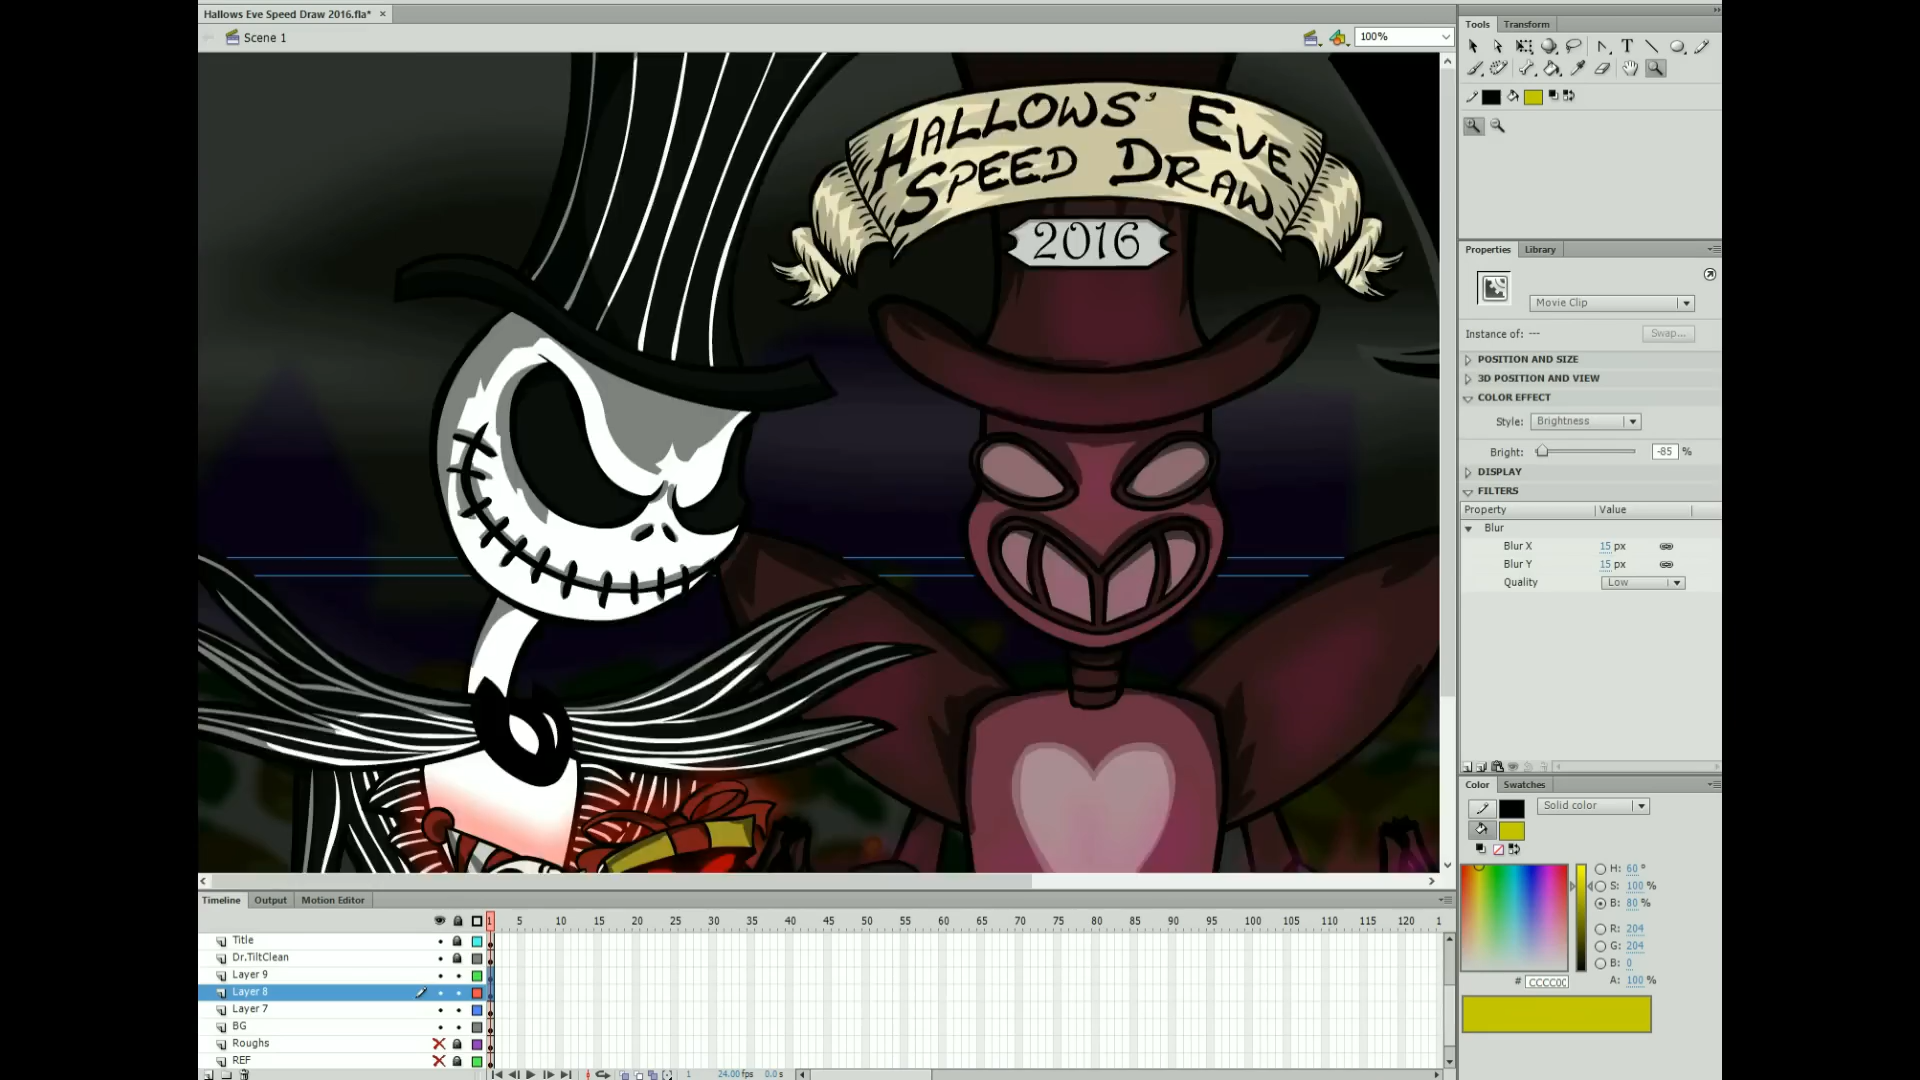 Hallows Eve Speed Draw 2016.fla*
Scene 1
100%
Tools Transform
HALLOWS' EVE
SPEED DRAW
2016
Properties Library
Movie Clip
Instance of: --- Swap...
POSITION AND SIZE
3D POSITION AND VIEW
COLOR EFFECT
Style: Brightness
Bright: -85 %
DISPLAY
FILTERS
Property Value
Blur
Blur X 15 px
Blur Y 15 px
Quality Low
Color Swatches
Solid color
H: 60 °
S: 100 %
B: 80 %
R: 204
G: 204
B: 0
# CCCC00 A: 100 %
Timeline Output Motion Editor
1 5 10 15 20 25 30 35 40 45 50 55 60 65 70 75 80 85 90 95 100 105 110 115 120 1
Title
Dr.TiltClean
Layer 9
Layer 8
Layer 7
BG
Roughs
REF
1 24.00 fps 0.0 s